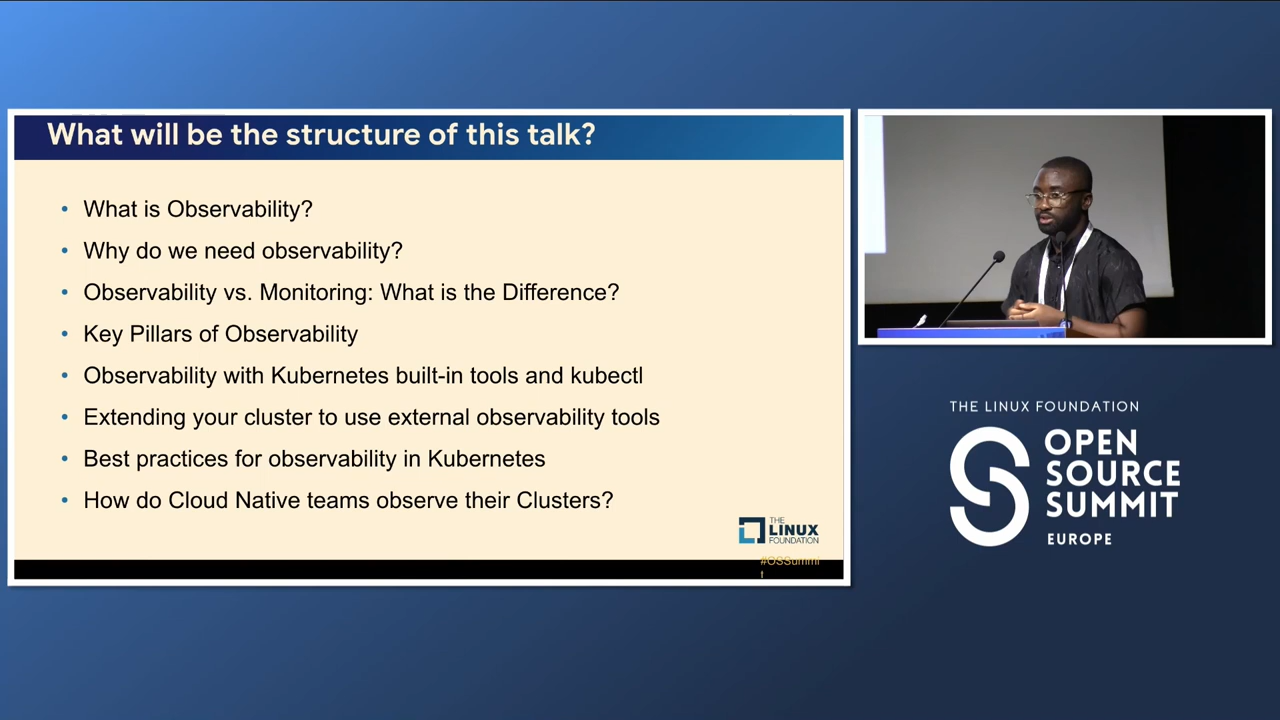 What will be the structure of this talk?
• What is Observability?
• Why do we need observability?
• Observability vs. Monitoring: What is the Difference?
• Key Pillars of Observability
• Observability with Kubernetes built-in tools and kubectl
• Extending your cluster to use external observability tools
• Best practices for observability in Kubernetes
• How do Cloud Native teams observe their Clusters?
THE
LINUX
FOUNDATION
#OSSummi
t
THE LINUX FOUNDATION
OPEN
SOURCE
SUMMIT
EUROPE